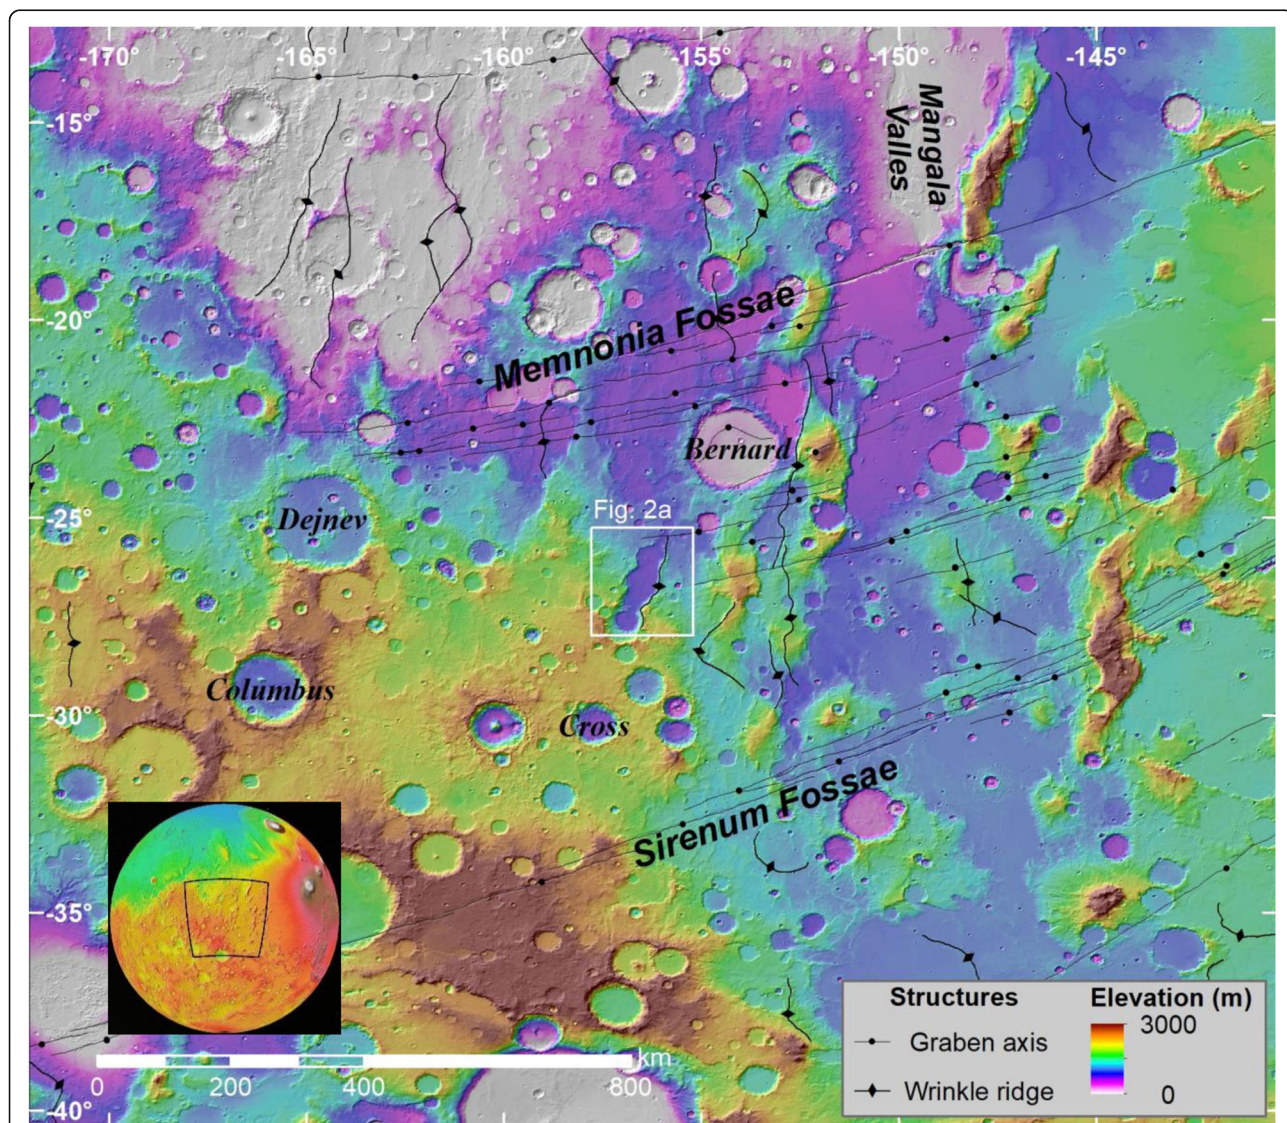 -170° -165° -160° -155° -150° -145°
Mangala
Valles
-15°
-20°
Memnonia Fossae
Bernard
Fig. 2a
-25°
Dejnev
Columbus
-30°
Cross
Sirenum Fossae
-35°
Structures
Graben axis
Wrinkle ridge
Elevation (m)
3000
0
km
0 200 400 800
-40°